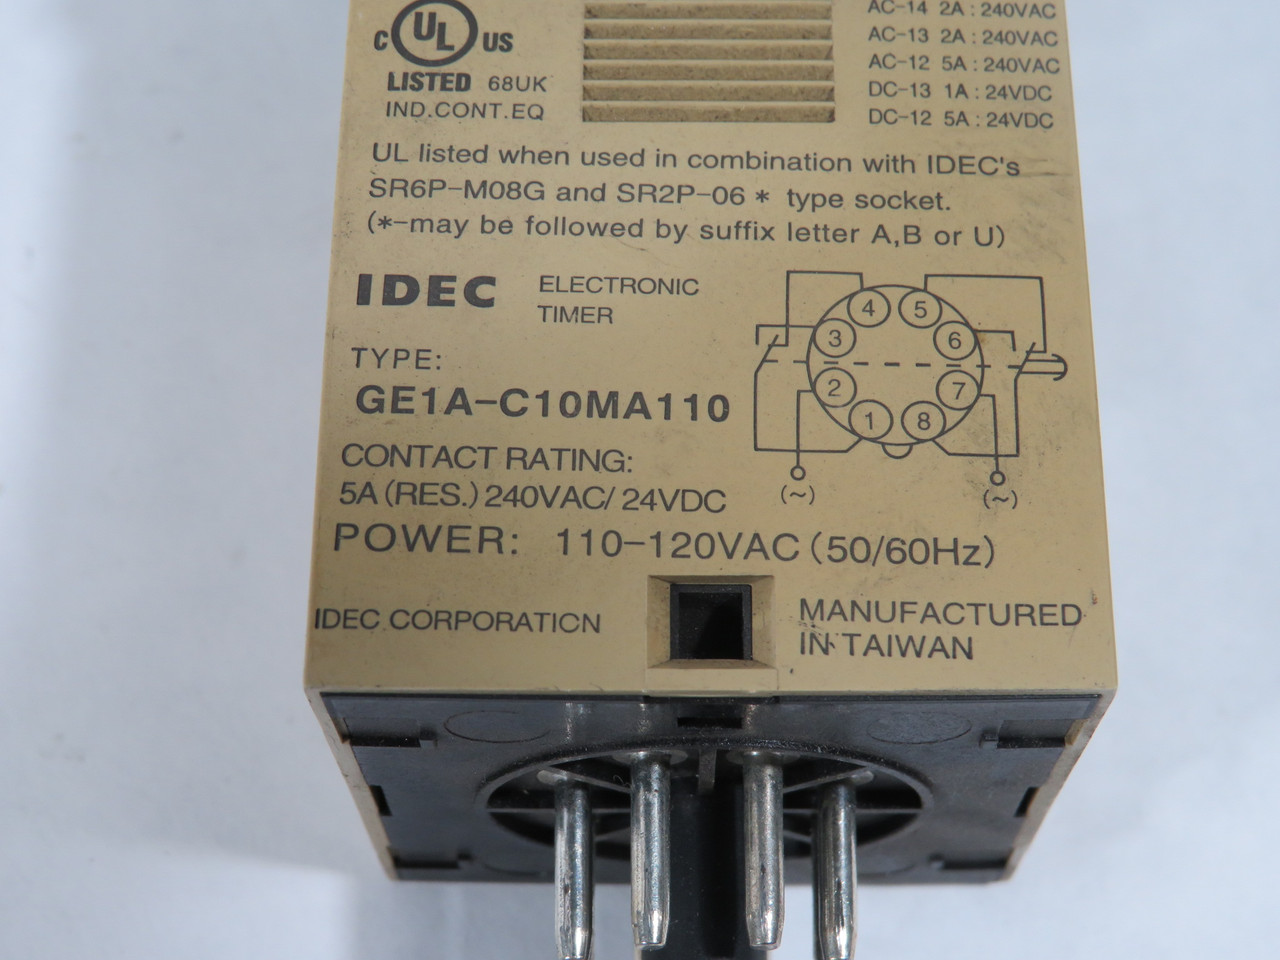 C UL US
LISTED 68UK
IND.CONT.EQ
AC-14 2A : 240VAC
AC-13 2A : 240VAC
AC-12 5A : 240VAC
DC-13 1A : 24VDC
DC-12 5A : 24VDC
UL listed when used in combination with IDEC's
SR6P-M08G and SR2P-06 * type socket.
(*-may be followed by suffix letter A,B or U)
IDEC ELECTRONIC
TIMER
TYPE:
GE1A-C10MA110
4 5
3 6
2 7
1 8
(~) (~)
CONTACT RATING:
5A (RES.) 240VAC/ 24VDC
POWER: 110-120VAC (50/60Hz)
IDEC CORPORATION
MANUFACTURED
IN TAIWAN